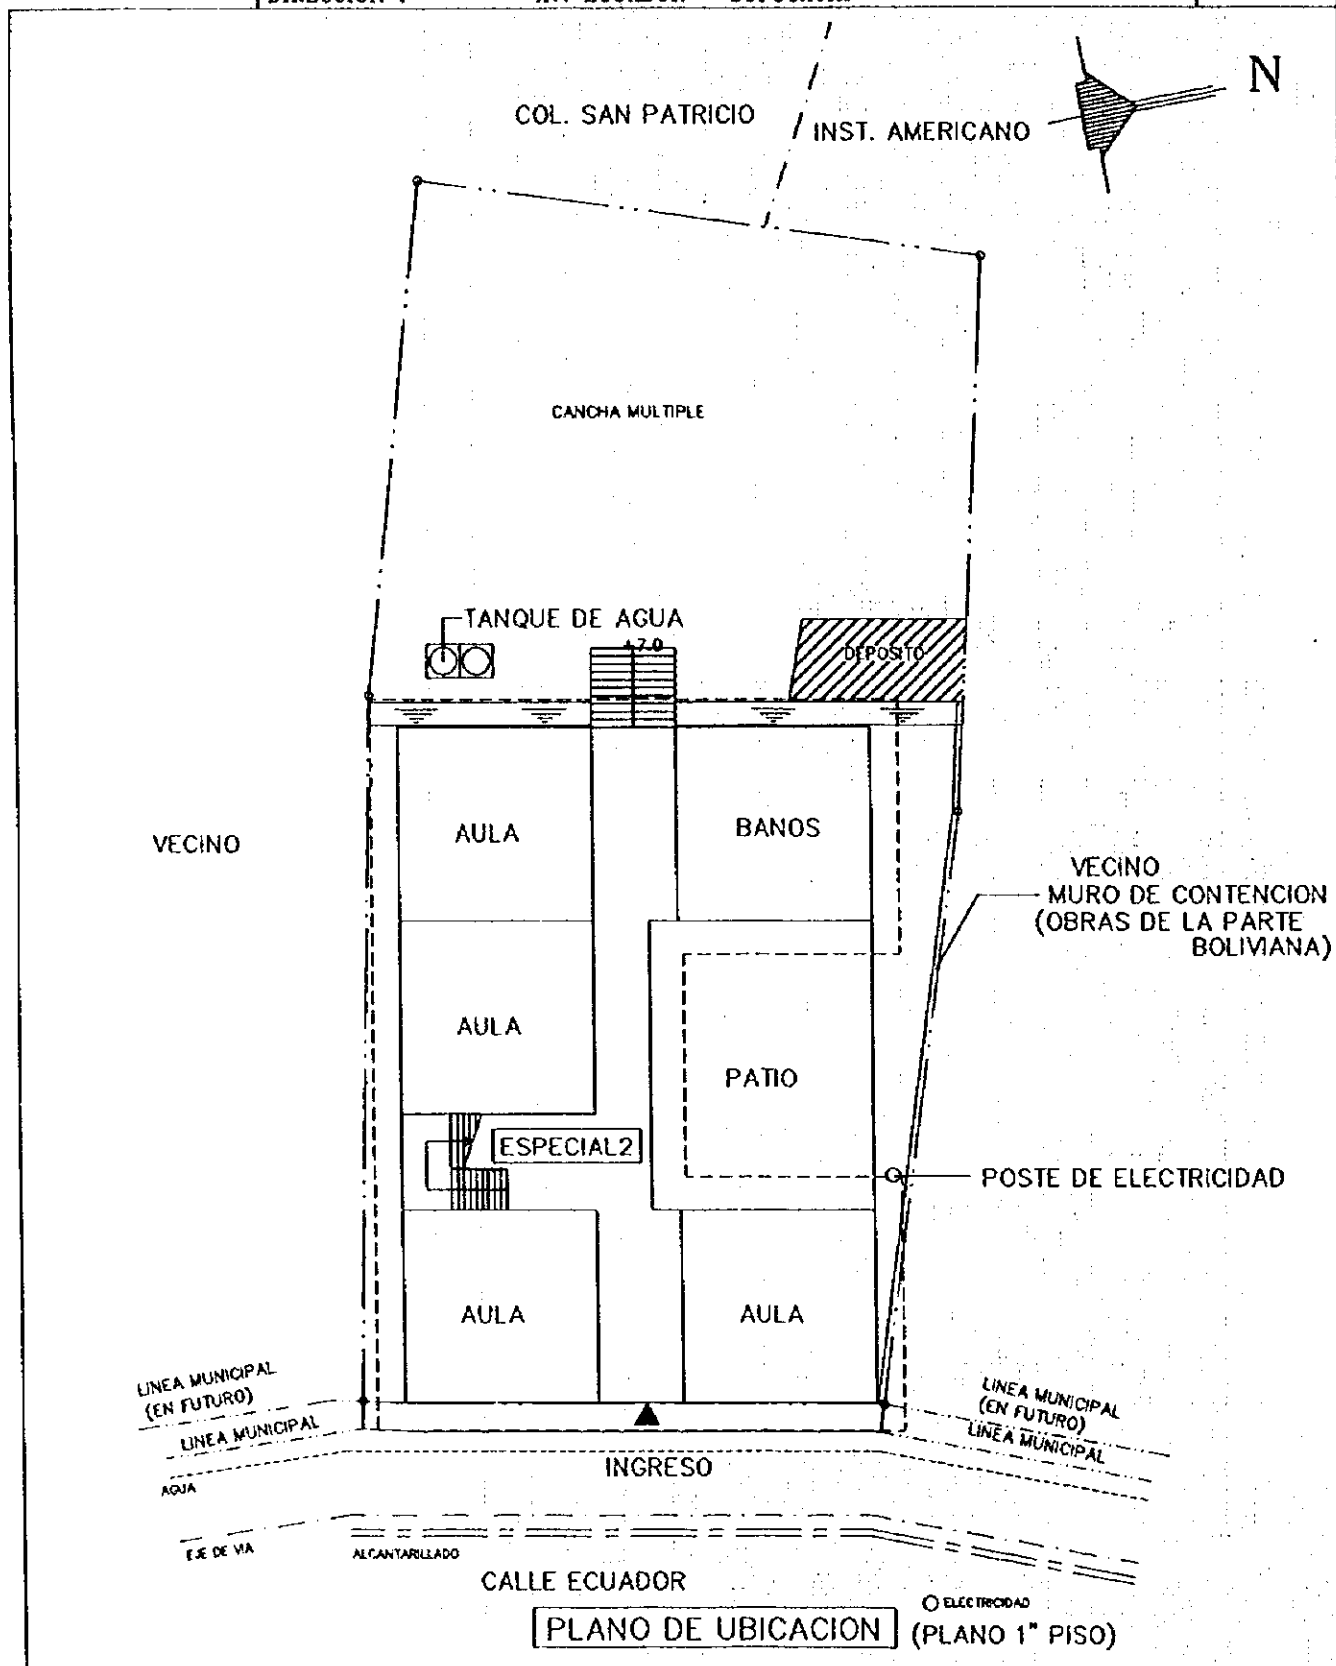 DIRECCION :
N
COL. SAN PATRICIO
INST. AMERICANO
CANCHA MULTIPLE
TANQUE DE AGUA
+7.0
DEPOSITO
AULA
BANOS
VECINO
VECINO
MURO DE CONTENCION
(OBRAS DE LA PARTE
BOLIVIANA)
AULA
PATIO
ESPECIAL2
POSTE DE ELECTRICIDAD
AULA
AULA
LINEA MUNICIPAL
(EN FUTURO)
LINEA MUNICIPAL
LINEA MUNICIPAL
(EN FUTURO)
LINEA MUNICIPAL
INGRESO
AGUA
EJE DE VIA
ALCANTARILLADO
CALLE ECUADOR
ELECTRICIDAD
PLANO DE UBICACION
(PLANO 1" PISO)